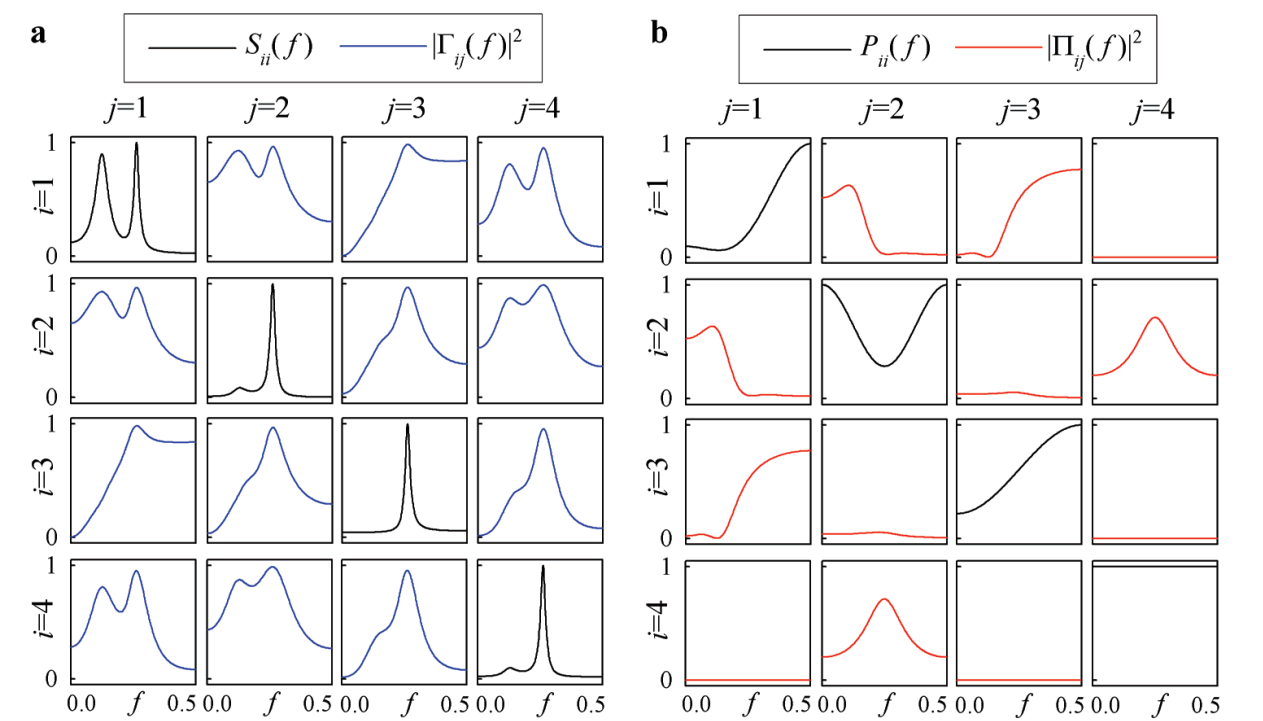 a
S_ii(f) |Γ_ij(f)|²
j=1 j=2 j=3 j=4
i=1 1 0
i=2 1 0
i=3 1 0
i=4 1 0
0.0 f 0.5 0.0 f 0.5 0.0 f 0.5 0.0 f 0.5
b
P_ii(f) |Π_ij(f)|²
j=1 j=2 j=3 j=4
i=1 1 0
i=2 1 0
i=3 1 0
i=4 1 0
0.0 f 0.5 0.0 f 0.5 0.0 f 0.5 0.0 f 0.5